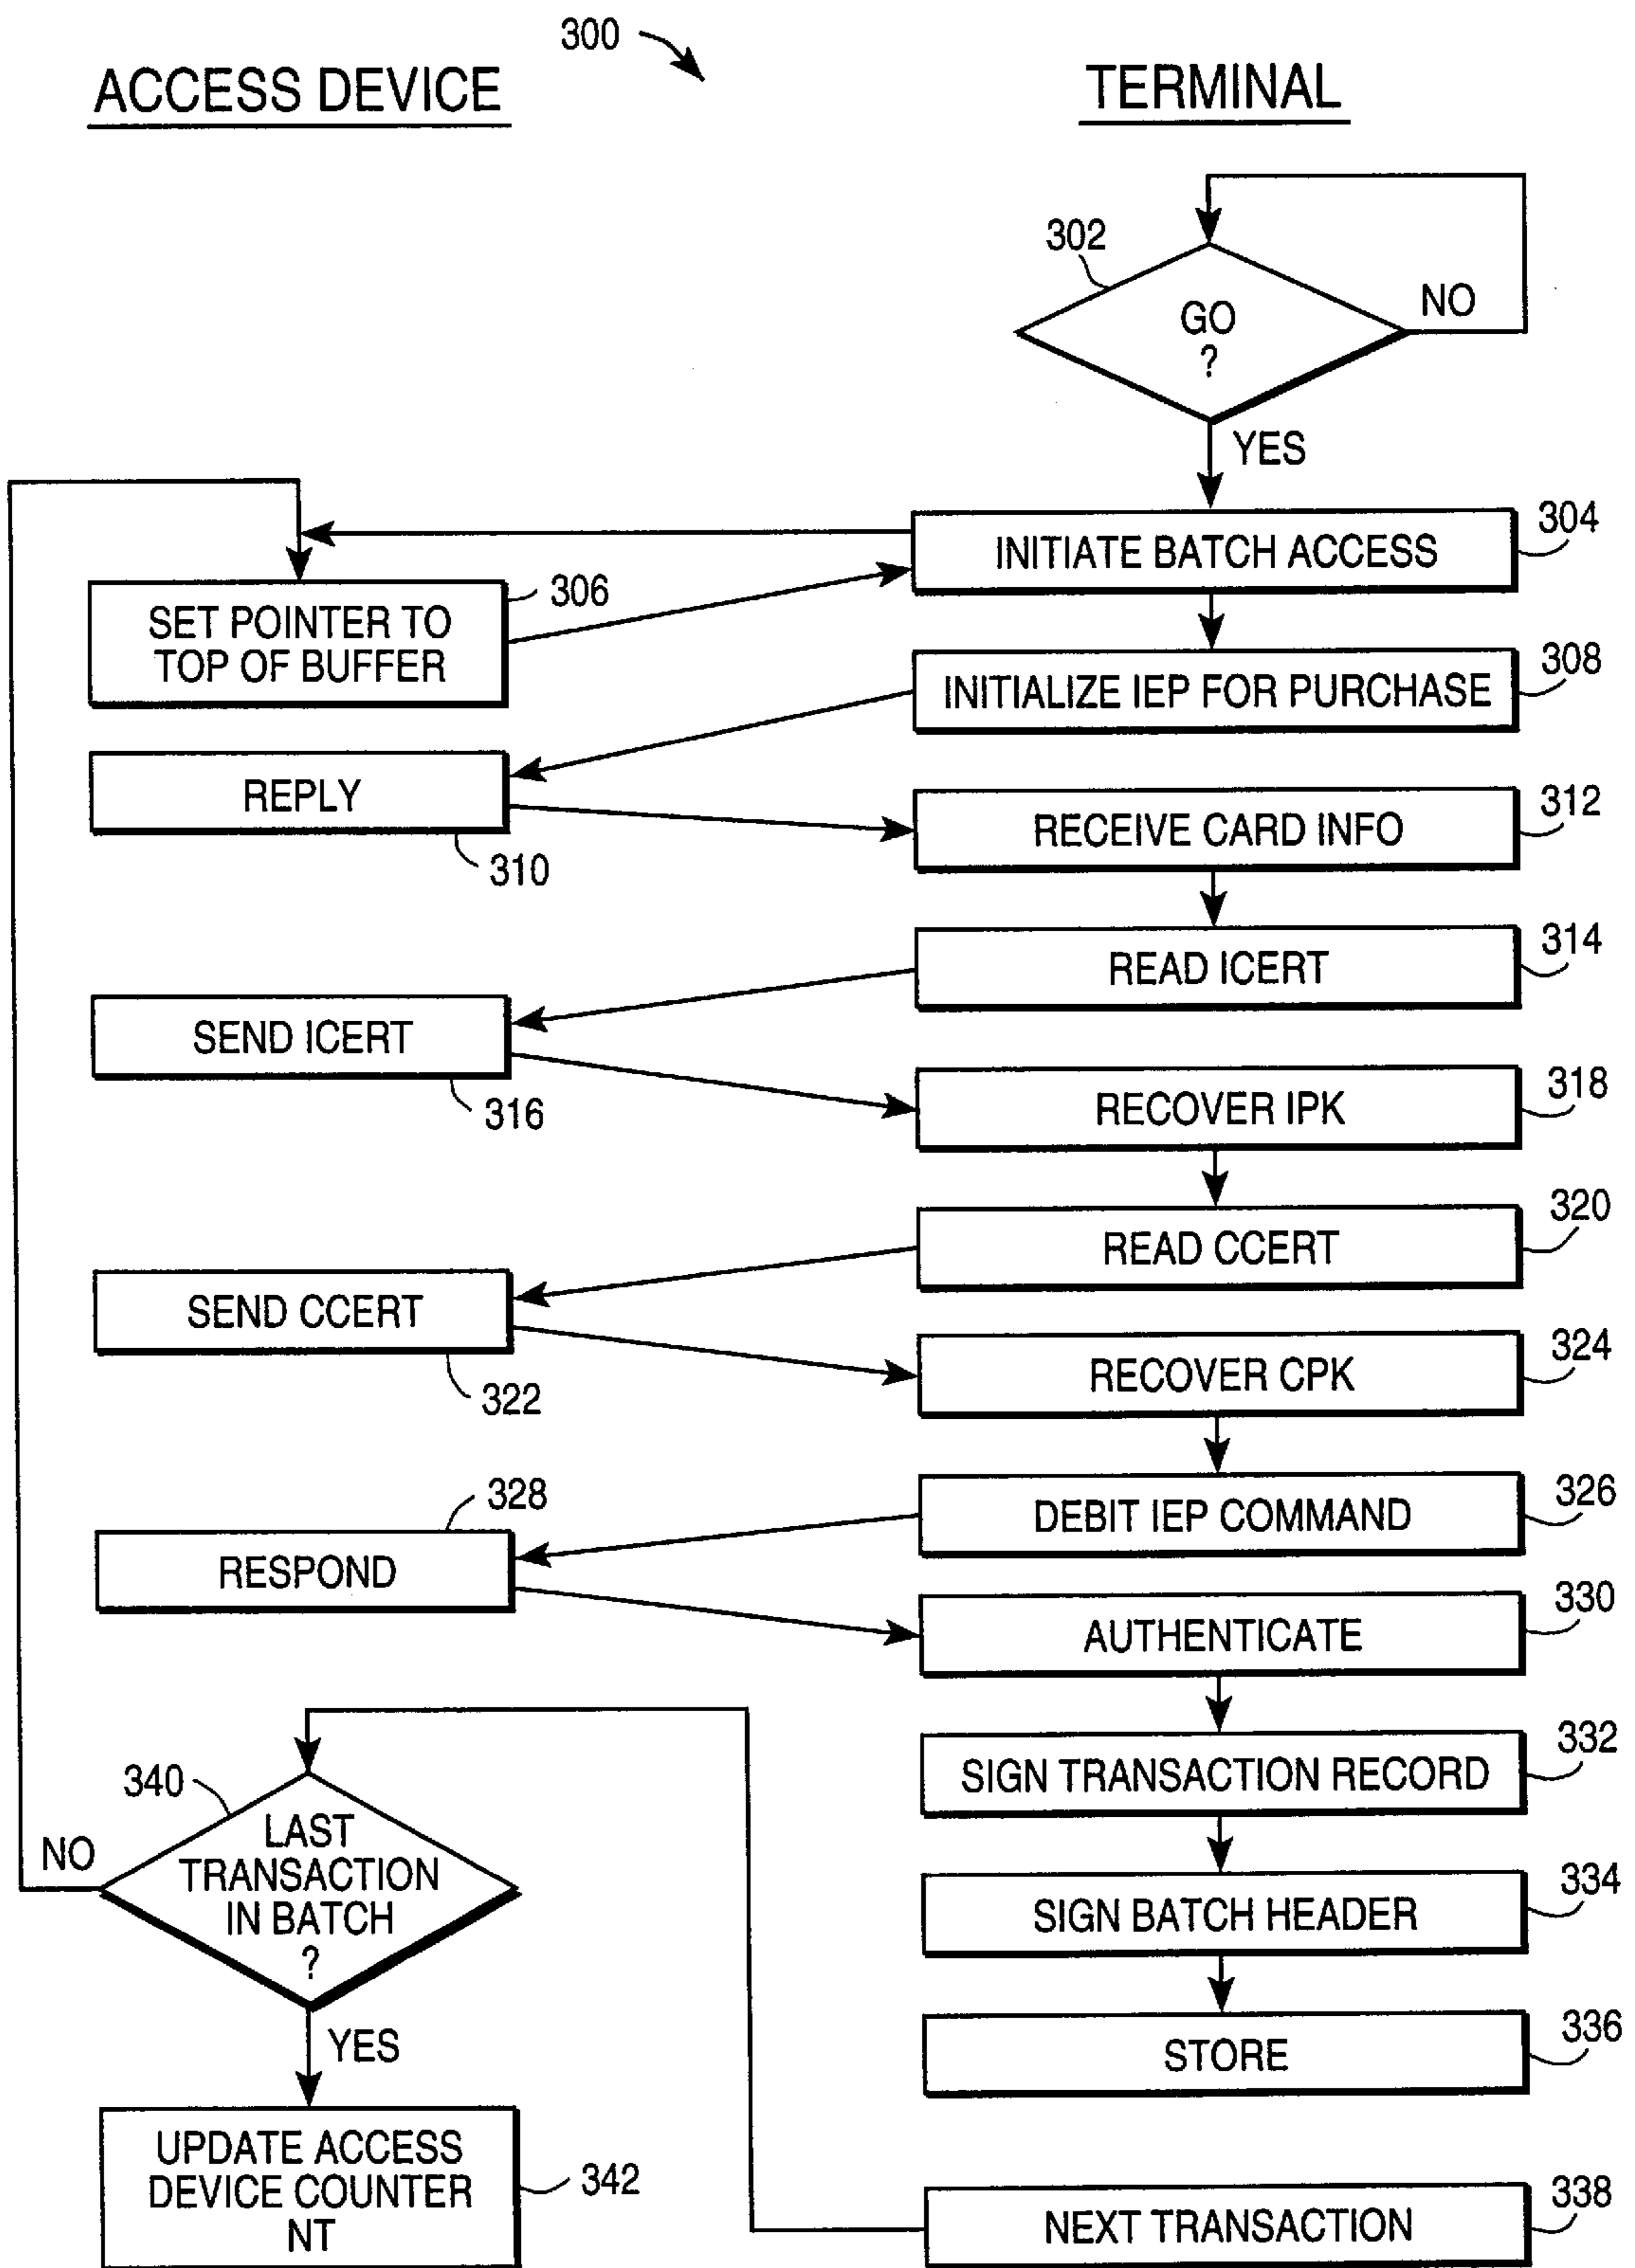 300
ACCESS DEVICE
TERMINAL
302
GO
?
NO
YES
304
INITIATE BATCH ACCESS
306
SET POINTER TO
TOP OF BUFFER
308
INITIALIZE IEP FOR PURCHASE
REPLY
310
312
RECEIVE CARD INFO
314
READ ICERT
SEND ICERT
316
318
RECOVER IPK
320
READ CCERT
SEND CCERT
322
324
RECOVER CPK
326
DEBIT IEP COMMAND
328
RESPOND
330
AUTHENTICATE
332
SIGN TRANSACTION RECORD
340
LAST
TRANSACTION
IN BATCH
?
NO
YES
334
SIGN BATCH HEADER
336
STORE
UPDATE ACCESS
DEVICE COUNTER
NT
342
338
NEXT TRANSACTION